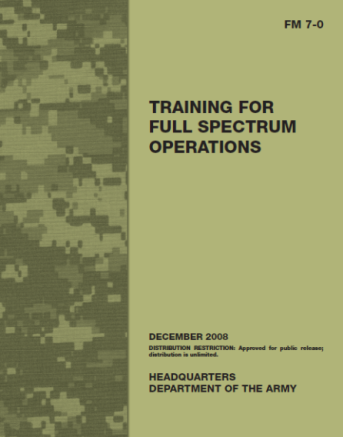 FM 7-0
TRAINING FOR
FULL SPECTRUM
OPERATIONS
DECEMBER 2008
DISTRIBUTION RESTRICTION: Approved for public release;
distribution is unlimited.
HEADQUARTERS
DEPARTMENT OF THE ARMY